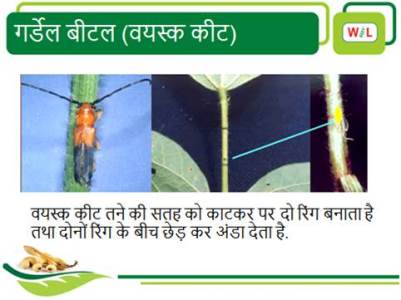 गर्डेल बीटल (वयस्क कीट)
WiL
वयस्क कीट तने की सतह को काटकर पर दो रिंग बनाता है
तथा दोनों रिंग के बीच छेड़ कर अंडा देता है.